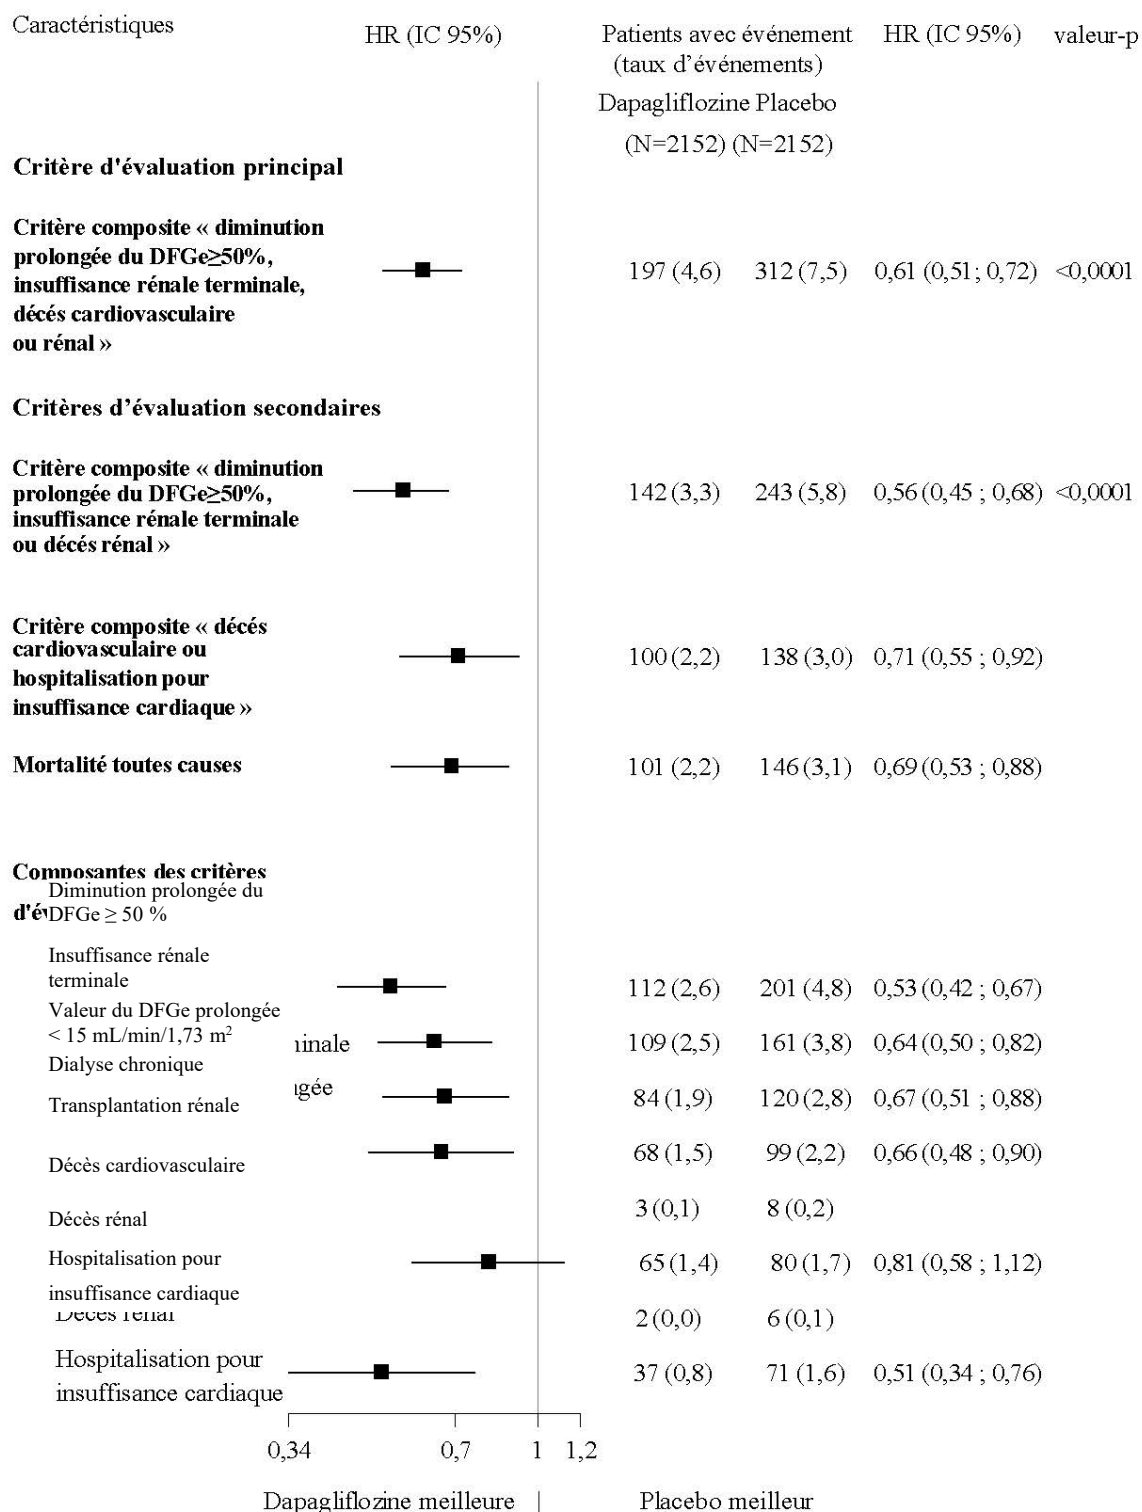 Caractéristiques HR (IC 95%) Patients avec événement HR (IC 95%) valeur-p
(taux d’événements)
Dapagliflozine Placebo
(N=2152) (N=2152)
Critère d'évaluation principal
Critère composite « diminution
prolongée du DFGe≥50%,
insuffisance rénale terminale,
décés cardiovasculaire
ou rénal »
197 (4,6) 312 (7,5) 0,61 (0,51; 0,72) <0,0001
Critères d’évaluation secondaires
Critère composite « diminution
prolongée du DFGe≥50%,
insuffisance rénale terminale
ou décés rénal »
142 (3,3) 243 (5,8) 0,56 (0,45 ; 0,68) <0,0001
Critère composite « décés
cardiovasculaire ou
hospitalisation pour
insuffisance cardiaque »
100 (2,2) 138 (3,0) 0,71 (0,55 ; 0,92)
Mortalité toutes causes 101 (2,2) 146 (3,1) 0,69 (0,53 ; 0,88)
Composantes des critères
Diminution prolongée du
d'év DFGe ≥ 50 %
Insuffisance rénale
terminale
112 (2,6) 201 (4,8) 0,53 (0,42 ; 0,67)
Valeur du DFGe prolongée
< 15 mL/min/1,73 m²
inale 109 (2,5) 161 (3,8) 0,64 (0,50 ; 0,82)
Dialyse chronique
gée 84 (1,9) 120 (2,8) 0,67 (0,51 ; 0,88)
Transplantation rénale
68 (1,5) 99 (2,2) 0,66 (0,48 ; 0,90)
Décès cardiovasculaire
3 (0,1) 8 (0,2)
Décès rénal
Hospitalisation pour 65 (1,4) 80 (1,7) 0,81 (0,58 ; 1,12)
insuffisance cardiaque
Décès rénal 2 (0,0) 6 (0,1)
Hospitalisation pour
insuffisance cardiaque
37 (0,8) 71 (1,6) 0,51 (0,34 ; 0,76)
0,34 0,7 1 1,2
Dapagliflozine meilleure Placebo meilleur